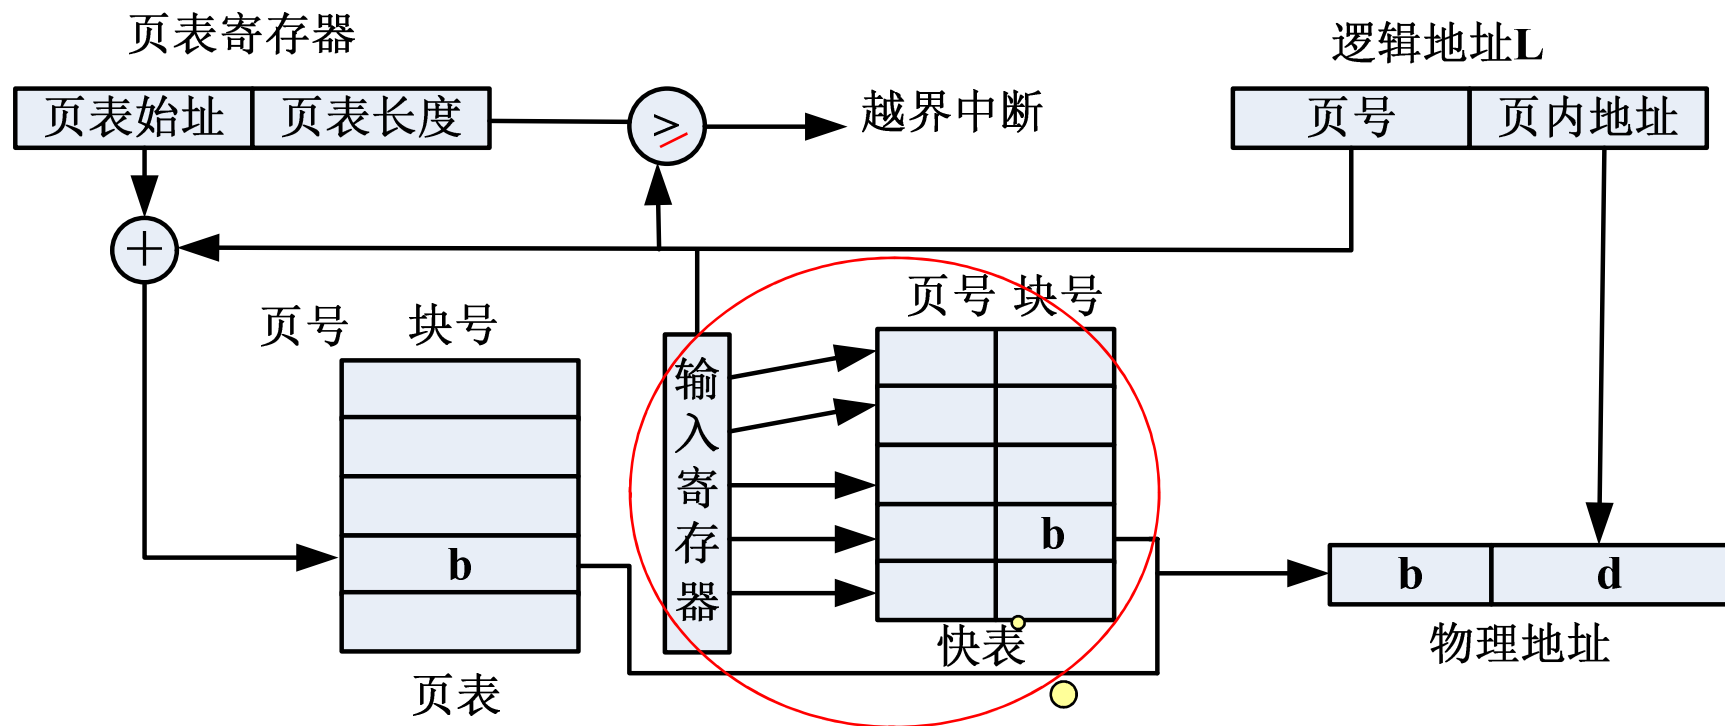 页表寄存器
逻辑地址L
页表始址 页表长度
>
越界中断
页号 页内地址
+
页号 块号
页号 块号
输入寄存器
b
b
b d
快表
物理地址
页表